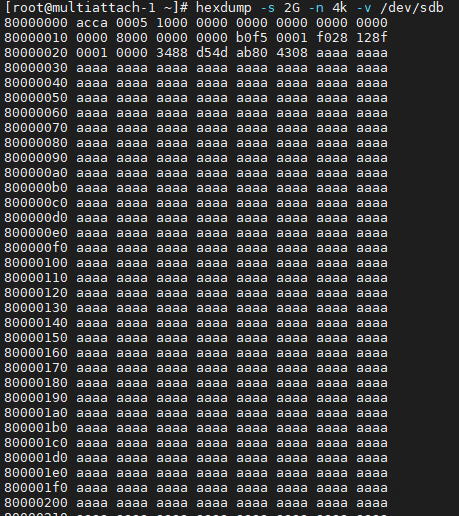 [root@multiattach-1 ~]# hexdump -s 2G -n 4k -v /dev/sdb
80000000 acca 0005 1000 0000 0000 0000 0000 0000
80000010 0000 8000 0000 0000 b0f5 0001 f028 128f
80000020 0001 0000 3488 d54d ab80 4308 aaaa aaaa
80000030 aaaa aaaa aaaa aaaa aaaa aaaa aaaa aaaa
80000040 aaaa aaaa aaaa aaaa aaaa aaaa aaaa aaaa
80000050 aaaa aaaa aaaa aaaa aaaa aaaa aaaa aaaa
80000060 aaaa aaaa aaaa aaaa aaaa aaaa aaaa aaaa
80000070 aaaa aaaa aaaa aaaa aaaa aaaa aaaa aaaa
80000080 aaaa aaaa aaaa aaaa aaaa aaaa aaaa aaaa
80000090 aaaa aaaa aaaa aaaa aaaa aaaa aaaa aaaa
800000a0 aaaa aaaa aaaa aaaa aaaa aaaa aaaa aaaa
800000b0 aaaa aaaa aaaa aaaa aaaa aaaa aaaa aaaa
800000c0 aaaa aaaa aaaa aaaa aaaa aaaa aaaa aaaa
800000d0 aaaa aaaa aaaa aaaa aaaa aaaa aaaa aaaa
800000e0 aaaa aaaa aaaa aaaa aaaa aaaa aaaa aaaa
800000f0 aaaa aaaa aaaa aaaa aaaa aaaa aaaa aaaa
80000100 aaaa aaaa aaaa aaaa aaaa aaaa aaaa aaaa
80000110 aaaa aaaa aaaa aaaa aaaa aaaa aaaa aaaa
80000120 aaaa aaaa aaaa aaaa aaaa aaaa aaaa aaaa
80000130 aaaa aaaa aaaa aaaa aaaa aaaa aaaa aaaa
80000140 aaaa aaaa aaaa aaaa aaaa aaaa aaaa aaaa
80000150 aaaa aaaa aaaa aaaa aaaa aaaa aaaa aaaa
80000160 aaaa aaaa aaaa aaaa aaaa aaaa aaaa aaaa
80000170 aaaa aaaa aaaa aaaa aaaa aaaa aaaa aaaa
80000180 aaaa aaaa aaaa aaaa aaaa aaaa aaaa aaaa
80000190 aaaa aaaa aaaa aaaa aaaa aaaa aaaa aaaa
800001a0 aaaa aaaa aaaa aaaa aaaa aaaa aaaa aaaa
800001b0 aaaa aaaa aaaa aaaa aaaa aaaa aaaa aaaa
800001c0 aaaa aaaa aaaa aaaa aaaa aaaa aaaa aaaa
800001d0 aaaa aaaa aaaa aaaa aaaa aaaa aaaa aaaa
800001e0 aaaa aaaa aaaa aaaa aaaa aaaa aaaa aaaa
800001f0 aaaa aaaa aaaa aaaa aaaa aaaa aaaa aaaa
80000200 aaaa aaaa aaaa aaaa aaaa aaaa aaaa aaaa